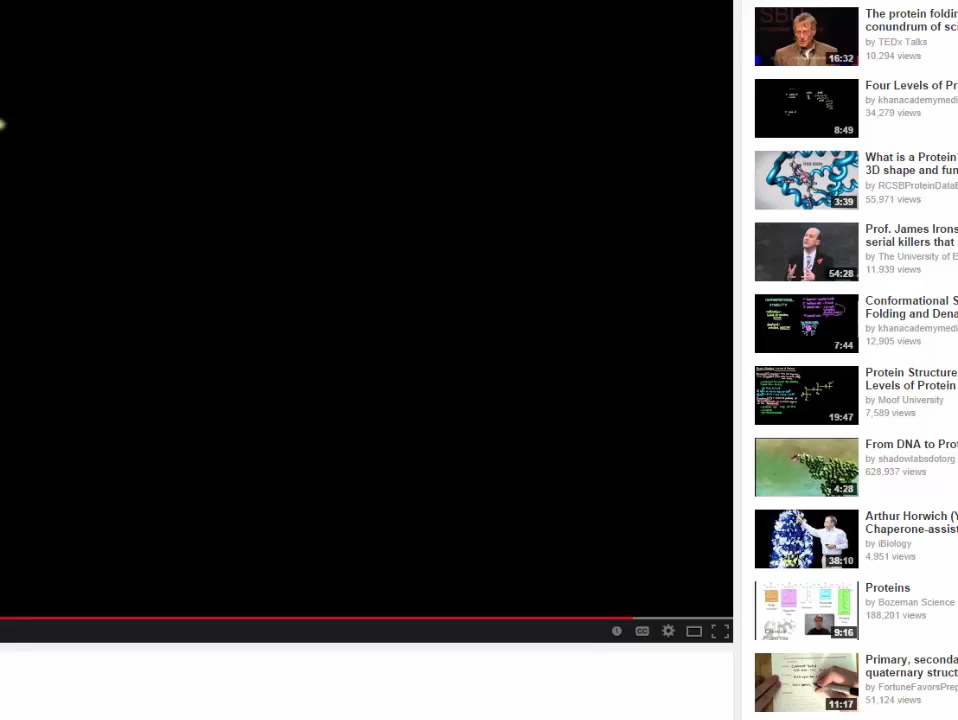 The protein foldin
conundrum of sci
by TEDx Talks
10,294 views
16:32
Four Levels of Pr
by khanacademymedi
34,279 views
8:49
What is a Protein?
3D shape and fun
by RCSBProteinDataB
55,971 views
3:39
Prof. James Irons
serial killers that
by The University of E
11,939 views
54:28
Conformational S
Folding and Dena
by khanacademymedi
12,905 views
7:44
Protein Structure
Levels of Protein
by Moof University
7,589 views
19:47
From DNA to Prot
by shadowlabsdotorg
628,937 views
4:28
Arthur Horwich (Y
Chaperone-assist
by iBiology
4,951 views
38:10
Proteins
by Bozeman Science
188,201 views
9:16
Primary, seconda
quaternary struct
by FortuneFavorsPrep
51,124 views
11:17
CC